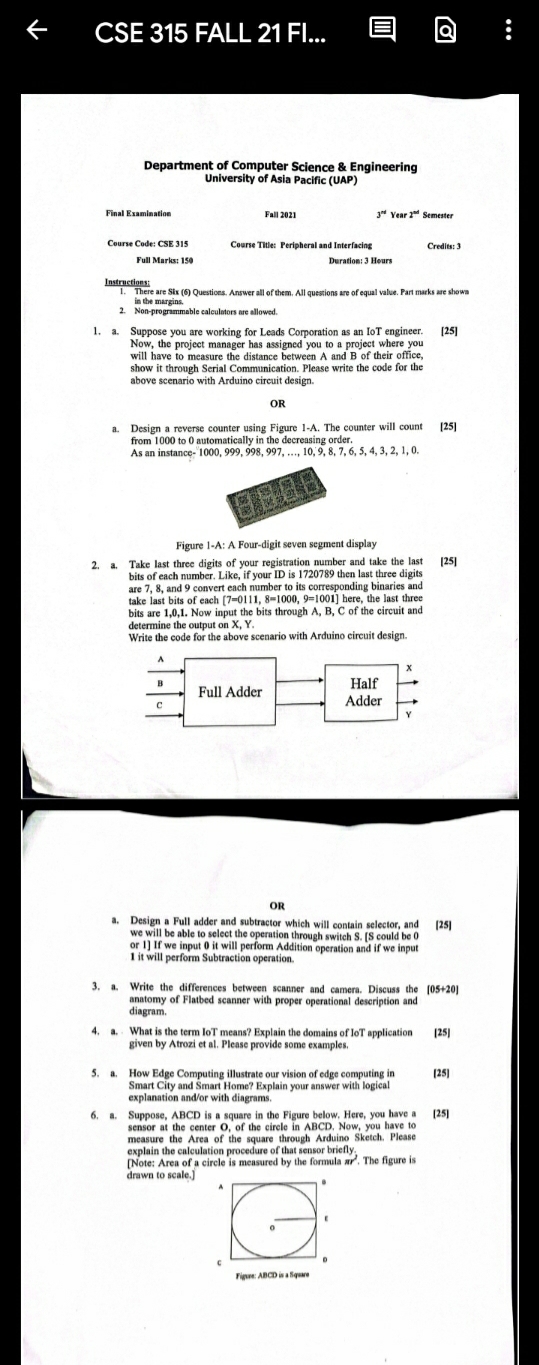 CSE 315 FALL 21 FI...
Department of Computer Science & Engineering
University of Asia Pacific (UAP)
Final Examination Fall 2021 3rd Year 2nd Semester
Course Code: CSE 315 Course Title: Peripheral and Interfacing Credits: 3
Full Marks: 150 Duration: 3 Hours
Instructions:
1. There are Six (6) Questions. Answer all of them. All questions are of equal value. Part marks are shown
in the margins.
2. Non-programmable calculators are allowed.
1. a. Suppose you are working for Leads Corporation as an IoT engineer. [25]
Now, the project manager has assigned you to a project where you
will have to measure the distance between A and B of their office,
show it through Serial Communication. Please write the code for the
above scenario with Arduino circuit design.
OR
a. Design a reverse counter using Figure 1-A. The counter will count [25]
from 1000 to 0 automatically in the decreasing order.
As an instance- 1000, 999, 998, 997, ..., 10, 9, 8, 7, 6, 5, 4, 3, 2, 1, 0.
Figure 1-A: A Four-digit seven segment display
2. a. Take last three digits of your registration number and take the last [25]
bits of each number. Like, if your ID is 1720789 then last three digits
are 7, 8, and 9 convert each number to its corresponding binaries and
take last bits of each [7=0111, 8=1000, 9=1001] here, the last three
bits are 1,0,1. Now input the bits through A, B, C of the circuit and
determine the output on X, Y.
Write the code for the above scenario with Arduino circuit design.
A
B
C
Full Adder
Half
Adder
X
Y
OR
a. Design a Full adder and subtractor which will contain selector, and [25]
we will be able to select the operation through switch S. [S could be 0
or 1] If we input 0 it will perform Addition operation and if we input
1 it will perform Subtraction operation.
3. a. Write the differences between scanner and camera. Discuss the [05+20]
anatomy of Flatbed scanner with proper operational description and
diagram.
4. a. What is the term IoT means? Explain the domains of IoT application [25]
given by Atrozi et al. Please provide some examples.
5. a. How Edge Computing illustrate our vision of edge computing in [25]
Smart City and Smart Home? Explain your answer with logical
explanation and/or with diagrams.
6. a. Suppose, ABCD is a square in the Figure below. Here, you have a [25]
sensor at the center O, of the circle in ABCD. Now, you have to
measure the Area of the square through Arduino Sketch. Please
explain the calculation procedure of that sensor briefly.
[Note: Area of a circle is measured by the formula πr². The figure is
drawn to scale.]
A B
E
O
C D
Figure: ABCD is a Square